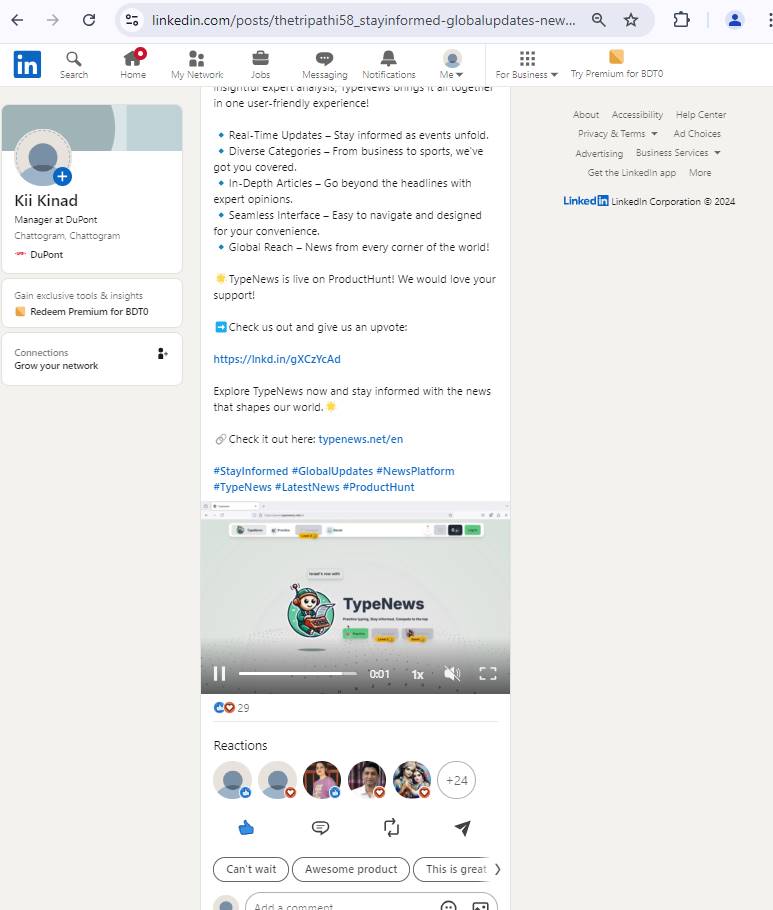 linkedin.com/posts/thetripathi58_stayinformed-globalupdates-new...
in
Search
Home
My Network
Jobs
Messaging
Notifications
Me
For Business
Try Premium for BDT0
insightful expert analysis, TypeNews brings it all together
in one user-friendly experience!
Real-Time Updates – Stay informed as events unfold.
Diverse Categories – From business to sports, we've
got you covered.
In-Depth Articles – Go beyond the headlines with
expert opinions.
Seamless Interface – Easy to navigate and designed
for your convenience.
Global Reach – News from every corner of the world!
🌟TypeNews is live on ProductHunt! We would love your
support!
➡️Check us out and give us an upvote:
https://lnkd.in/gXCzYcAd
Explore TypeNews now and stay informed with the news
that shapes our world.🌟
🔗Check it out here: typenews.net/en
#StayInformed #GlobalUpdates #NewsPlatform
#TypeNews #LatestNews #ProductHunt
TypeNews
Practice typing, Stay informed, Compete to the top
0:01
1x
29
Reactions
+24
Can't wait
Awesome product
This is great
Add a comment
Kii Kinad
Manager at DuPont
Chattogram, Chattogram
DuPont
Gain exclusive tools & insights
Redeem Premium for BDT0
Connections
Grow your network
About Accessibility Help Center
Privacy & Terms Ad Choices
Advertising Business Services
Get the LinkedIn app More
LinkedIn LinkedIn Corporation © 2024